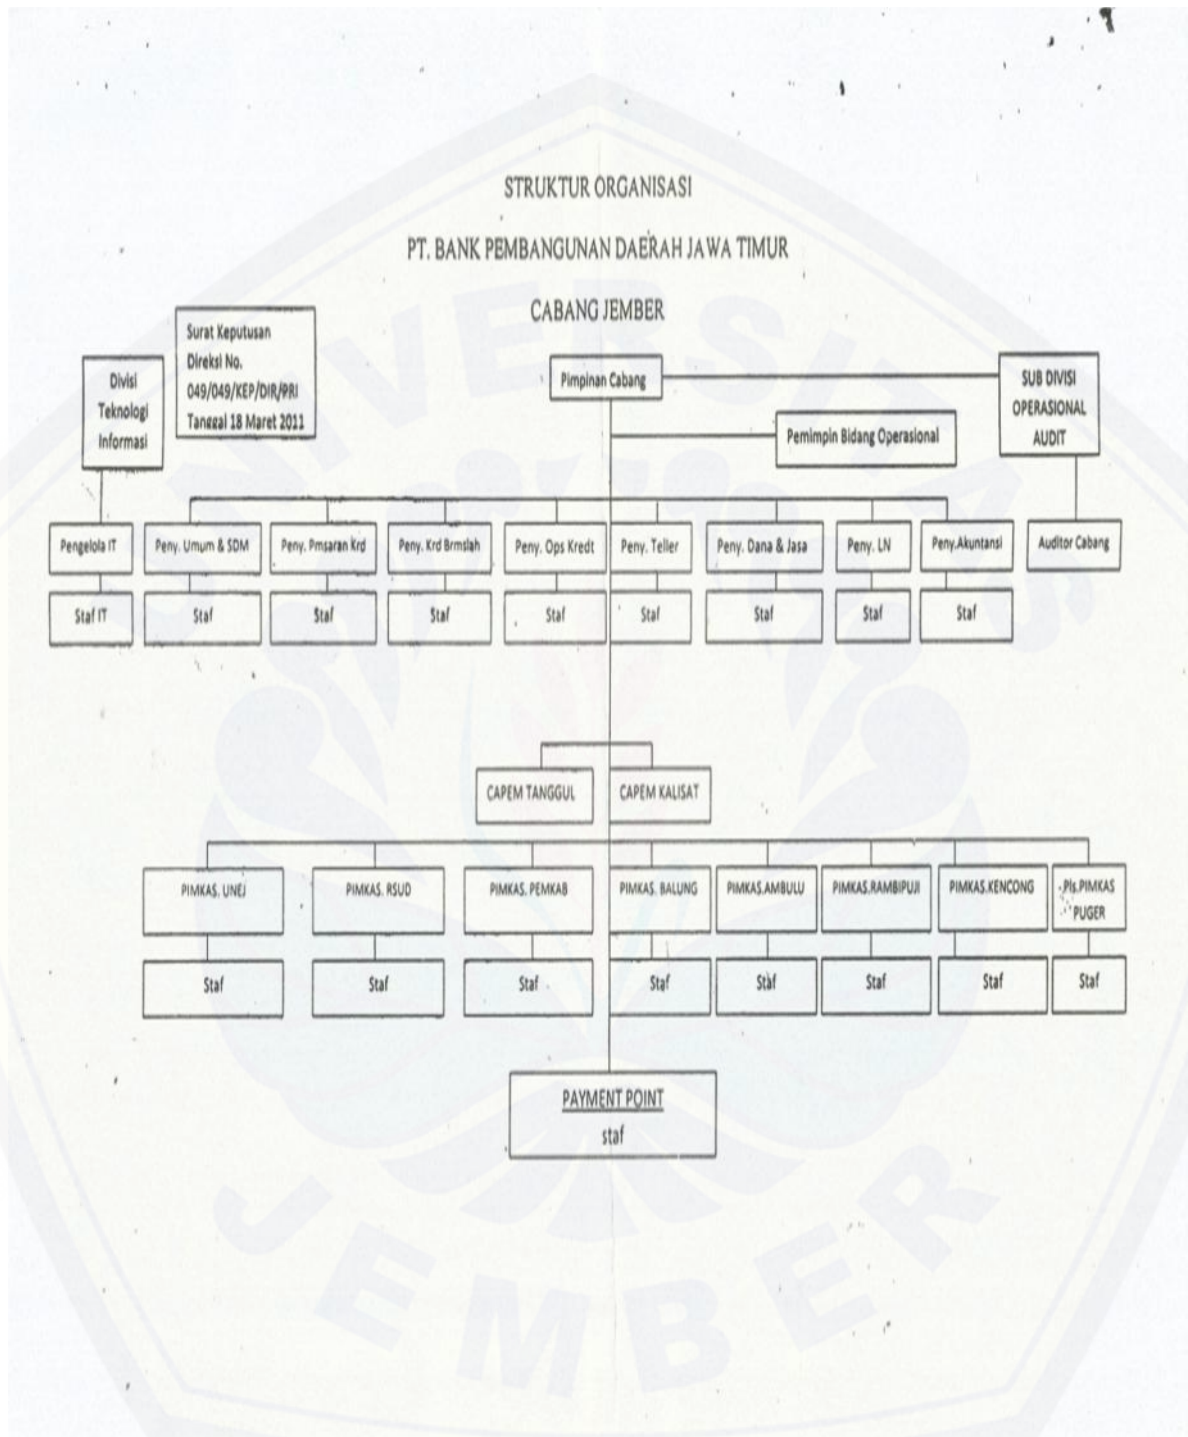 STRUKTUR ORGANISASI
PT. BANK PEMBANGUNAN DAERAH JAWA TIMUR
CABANG JEMBER
Surat Keputusan
Direksi No.
049/049/KEP/DIR/PRI
Tanggal 18 Maret 2011
Divisi
Teknologi
Informasi
Pimpinan Cabang
SUB DIVISI
OPERASIONAL
AUDIT
Pemimpin Bidang Operasional
Pengelola IT
Peny. Umum & SDM
Peny. Pmsaran Krd
Peny. Krd Brmslah
Peny. Ops Kredt
Peny. Teller
Peny. Dana & Jasa
Peny. LN
Peny.Akuntansi
Auditor Cabang
Staf IT
Staf
Staf
Staf
Staf
Staf
Staf
Staf
Staf
CAPEM TANGGUL
CAPEM KALISAT
PIMKAS. UNEJ
PIMKAS. RSUD
PIMKAS. PEMKAB
PIMKAS. BALUNG
PIMKAS.AMBULU
PIMKAS.RAMBIPUJI
PIMKAS.KENCONG
Pls.PIMKAS
PUGER
Staf
Staf
Staf
Staf
Staf
Staf
Staf
Staf
PAYMENT POINT
staf
UNIVERSITAS
JEMBER